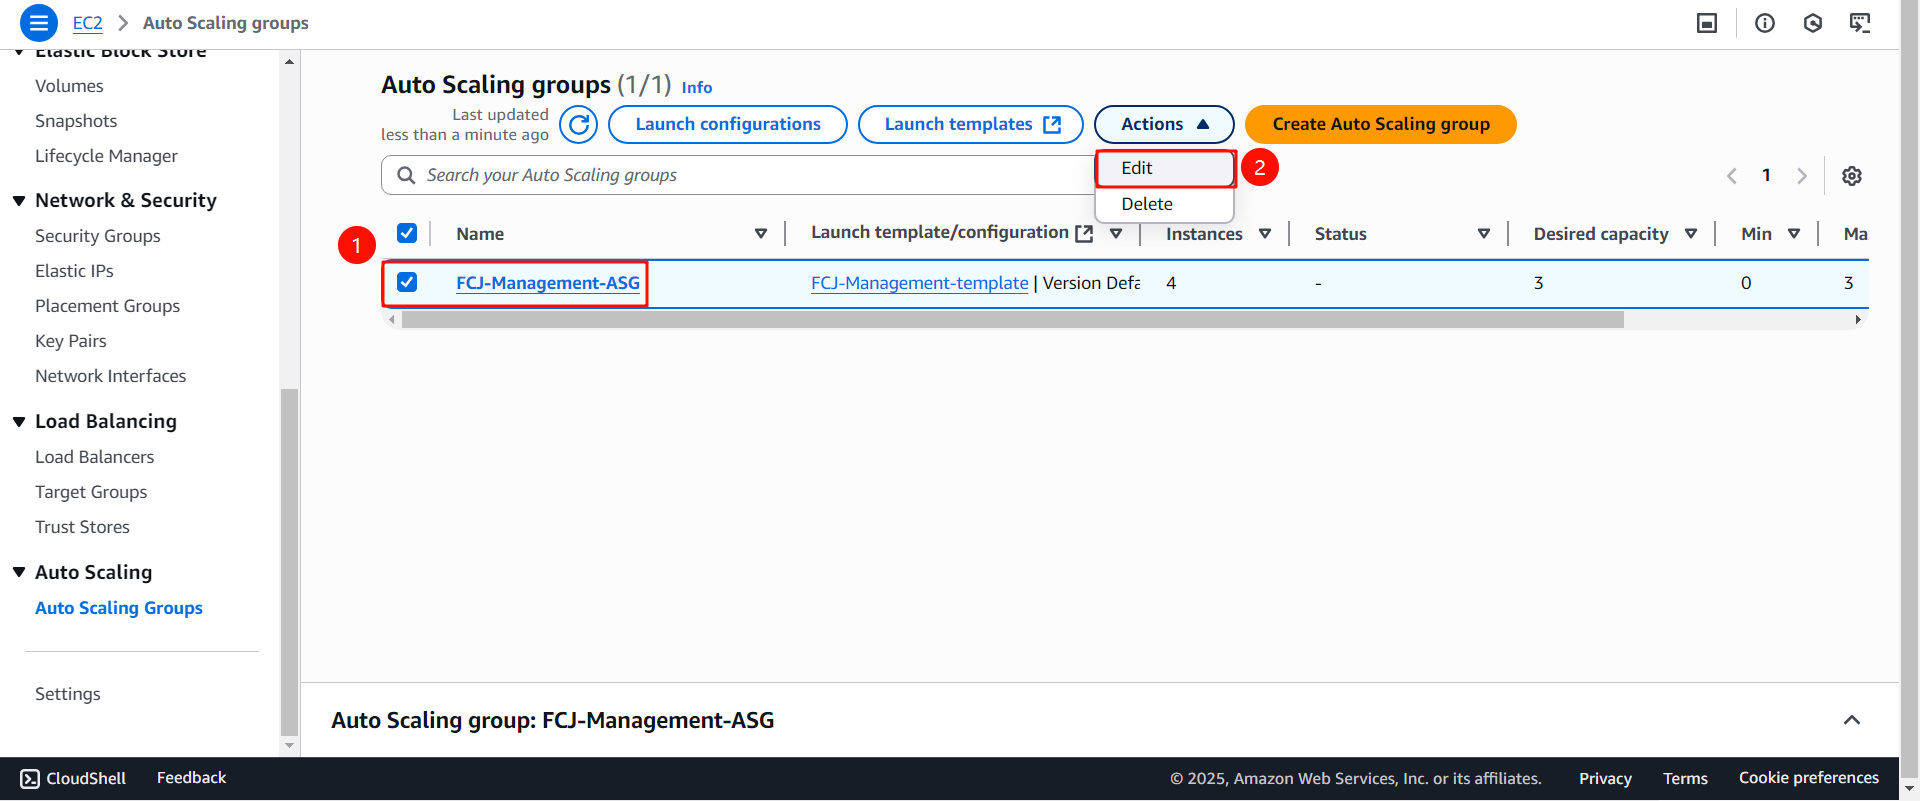 EC2 > Auto Scaling groups
Elastic Block Store
Volumes
Snapshots
Lifecycle Manager
Network & Security
Security Groups
Elastic IPs
Placement Groups
Key Pairs
Network Interfaces
Load Balancing
Load Balancers
Target Groups
Trust Stores
Auto Scaling
Auto Scaling Groups
Settings
Auto Scaling groups (1/1) Info
Last updated
less than a minute ago
Launch configurations
Launch templates
Actions
Create Auto Scaling group
Edit
2
Delete
Search your Auto Scaling groups
1
1
Name
Launch template/configuration
Instances
Status
Desired capacity
Min
Ma
FCJ-Management-ASG
FCJ-Management-template | Version Defa
4
-
3
0
3
Auto Scaling group: FCJ-Management-ASG
CloudShell
Feedback
© 2025, Amazon Web Services, Inc. or its affiliates.
Privacy
Terms
Cookie preferences